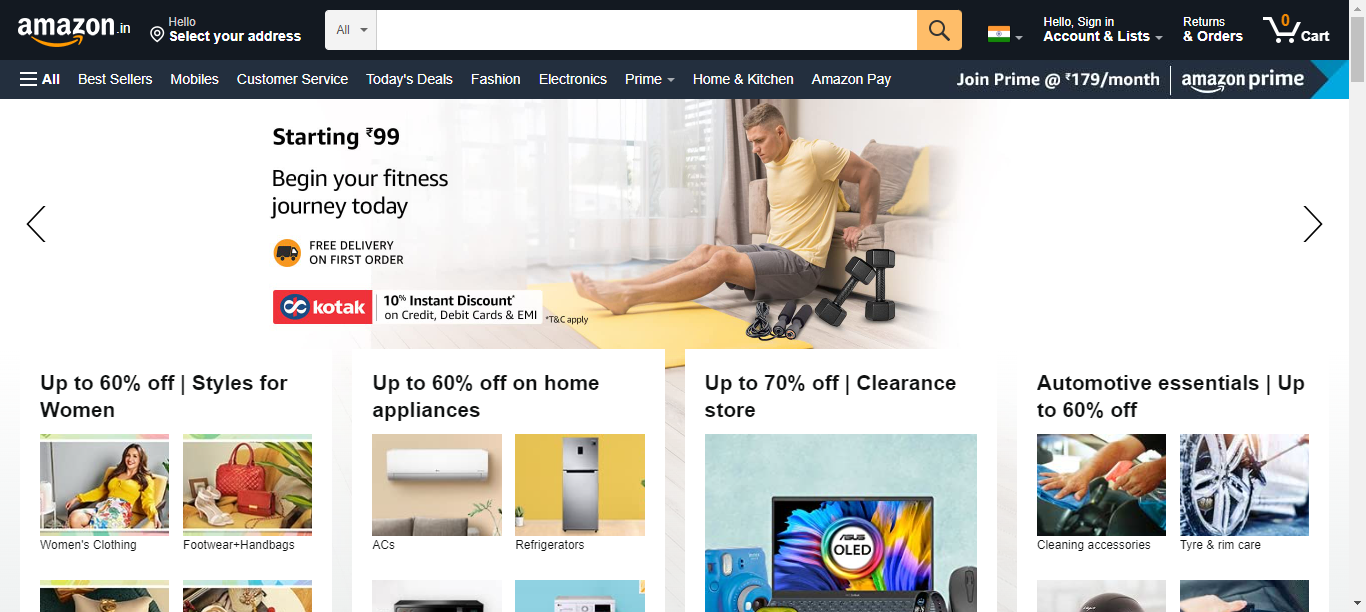 amazon.in
Hello
Select your address
All
Hello, Sign in
Account & Lists
Returns
& Orders
0
Cart
All
Best Sellers
Mobiles
Customer Service
Today's Deals
Fashion
Electronics
Prime
Home & Kitchen
Amazon Pay
Join Prime @ ₹179/month
amazon prime
Starting ₹99
Begin your fitness
journey today
FREE DELIVERY
ON FIRST ORDER
kotak
10% Instant Discount*
on Credit, Debit Cards & EMI
*T&C apply
Up to 60% off | Styles for
Women
Women's Clothing
Footwear+Handbags
Up to 60% off on home
appliances
ACs
Refrigerators
Up to 70% off | Clearance
store
ASUS
OLED
Automotive essentials | Up
to 60% off
Cleaning accessories
Tyre & rim care